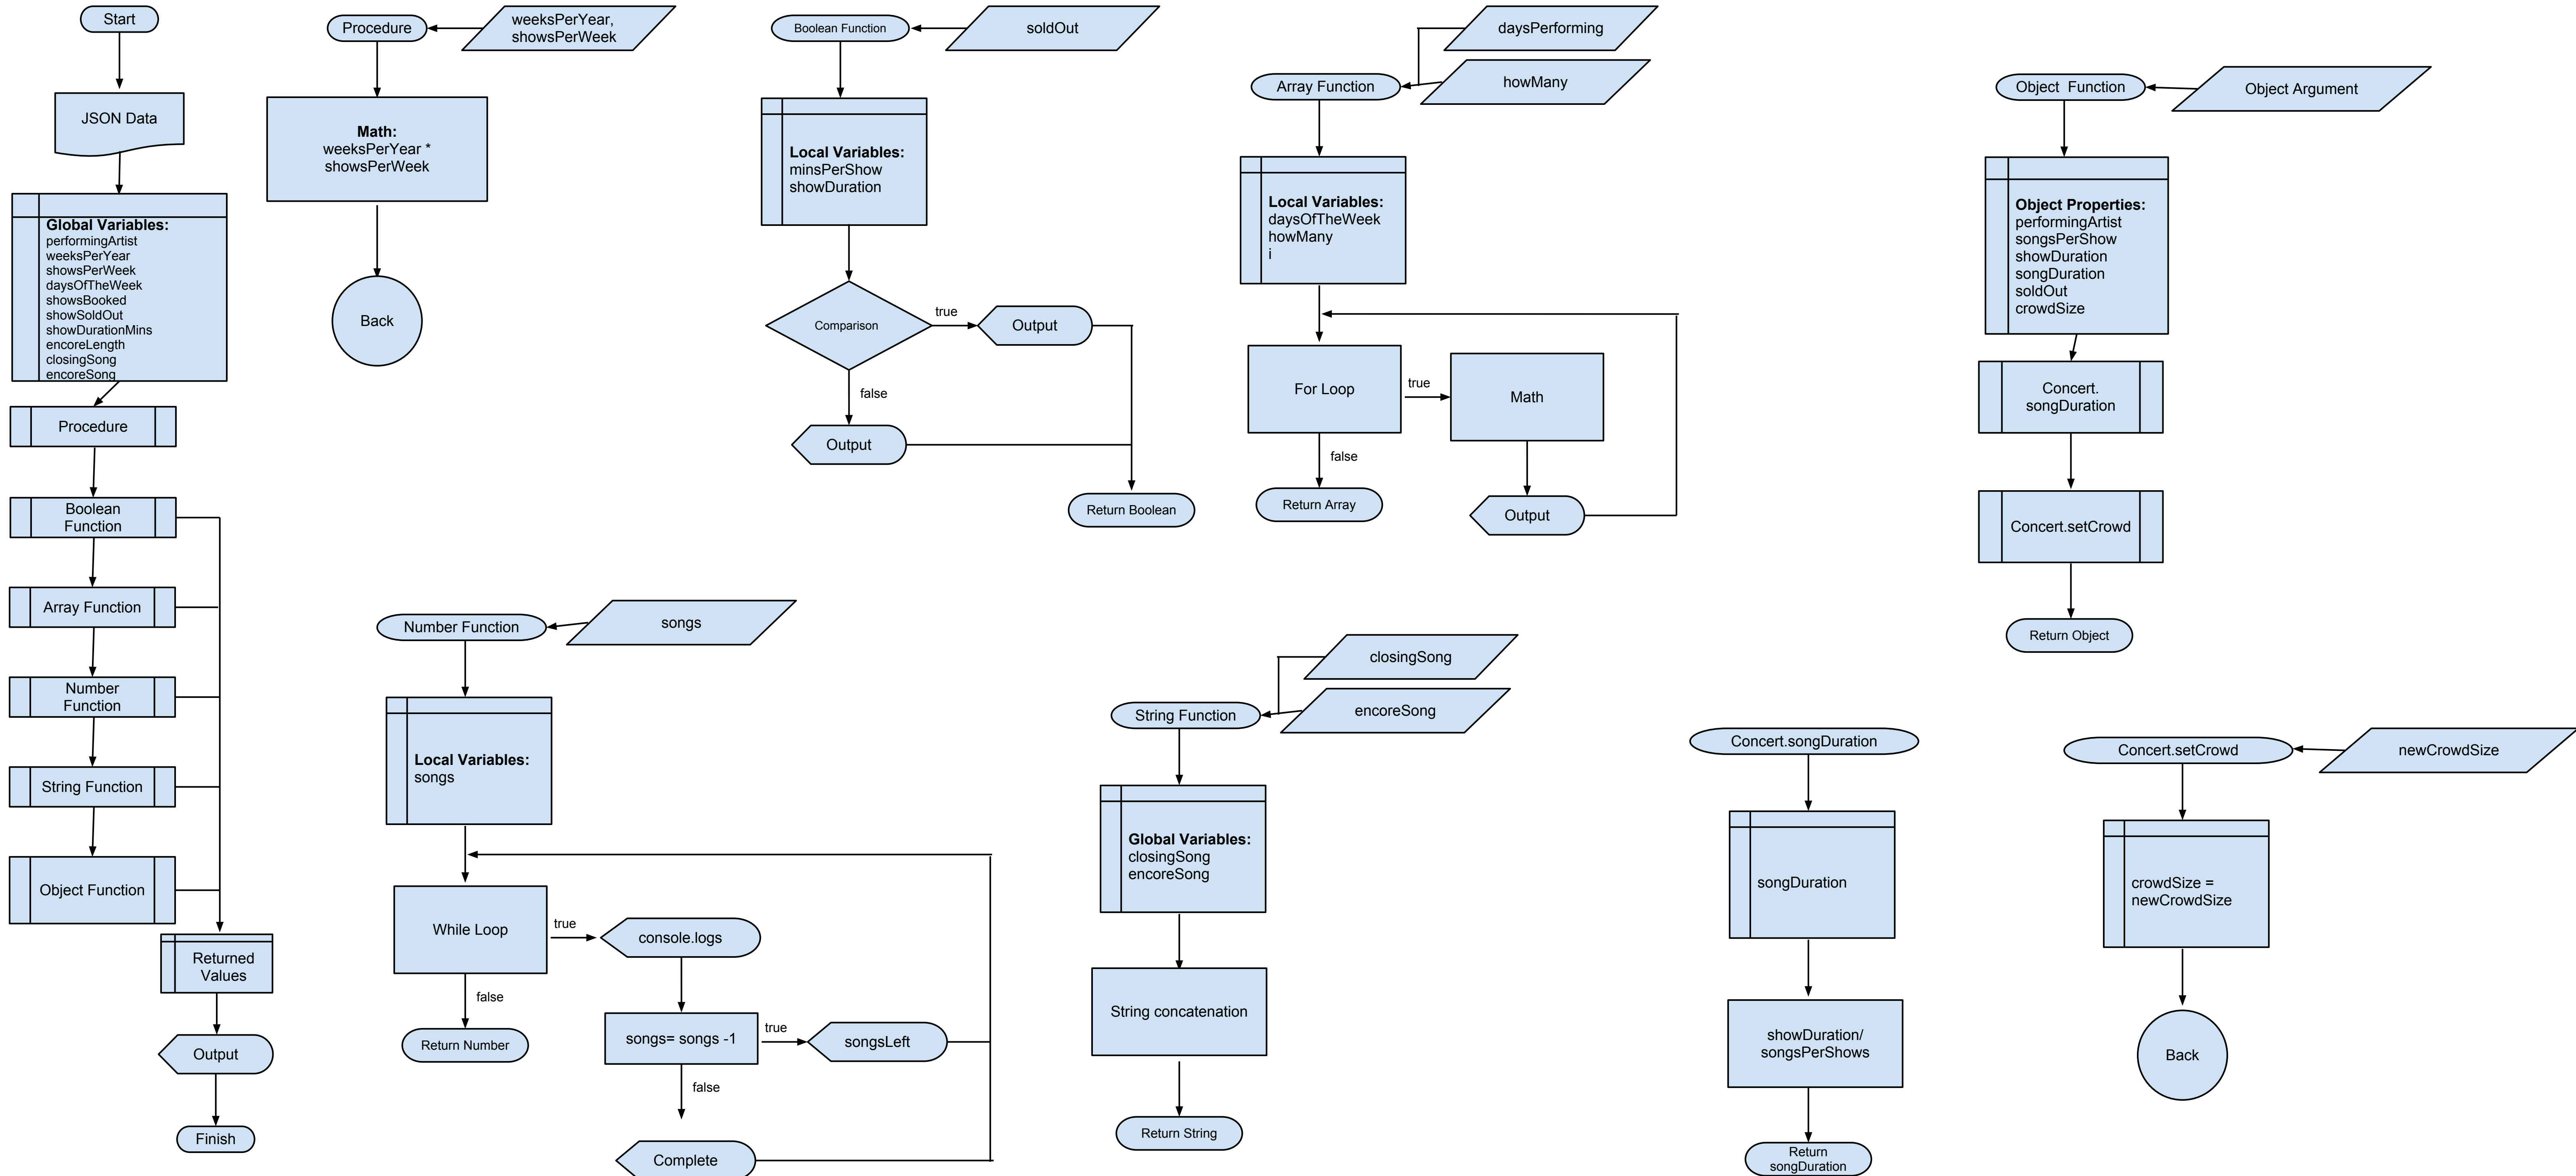 Start
JSON Data
Global Variables:
performingArtist
weeksPerYear
showsPerWeek
daysOfTheWeek
showsBooked
showSoldOut
showDurationMins
encoreLength
closingSong
encoreSong
Procedure
Boolean
Function
Array Function
Number
Function
String Function
Object Function
Returned
Values
Output
Finish
Procedure
weeksPerYear,
showsPerWeek
Math:
weeksPerYear *
showsPerWeek
Back
Boolean Function
soldOut
Local Variables:
minsPerShow
showDuration
Comparison
true
Output
false
Output
Return Boolean
Array Function
daysPerforming
howMany
Local Variables:
daysOfTheWeek
howMany
i
For Loop
true
Math
false
Return Array
Output
Object  Function
Object Argument
Object Properties:
performingArtist
songsPerShow
showDuration
songDuration
soldOut
crowdSize
Concert.
songDuration
Concert.setCrowd
Return Object
Number Function
songs
Local Variables:
songs
While Loop
true
console.logs
false
Return Number
songs= songs -1
true
songsLeft
false
Complete
String Function
closingSong
encoreSong
Global Variables:
closingSong
encoreSong
String concatenation
Return String
Concert.songDuration
songDuration
showDuration/
songsPerShows
Return
songDuration
Concert.setCrowd
newCrowdSize
crowdSize =
newCrowdSize
Back